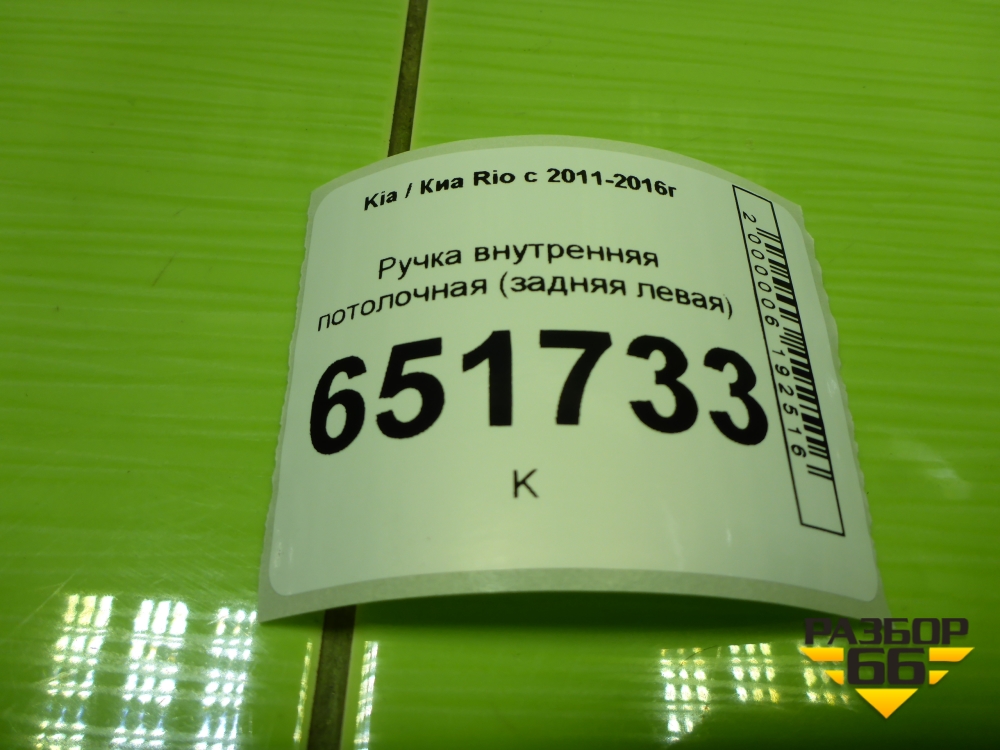 Kia / Киа Rio с 2011-2016г
Ручка внутренняя
потолочная (задняя левая)
651733
К
2000006192516
РАЗБОР
66